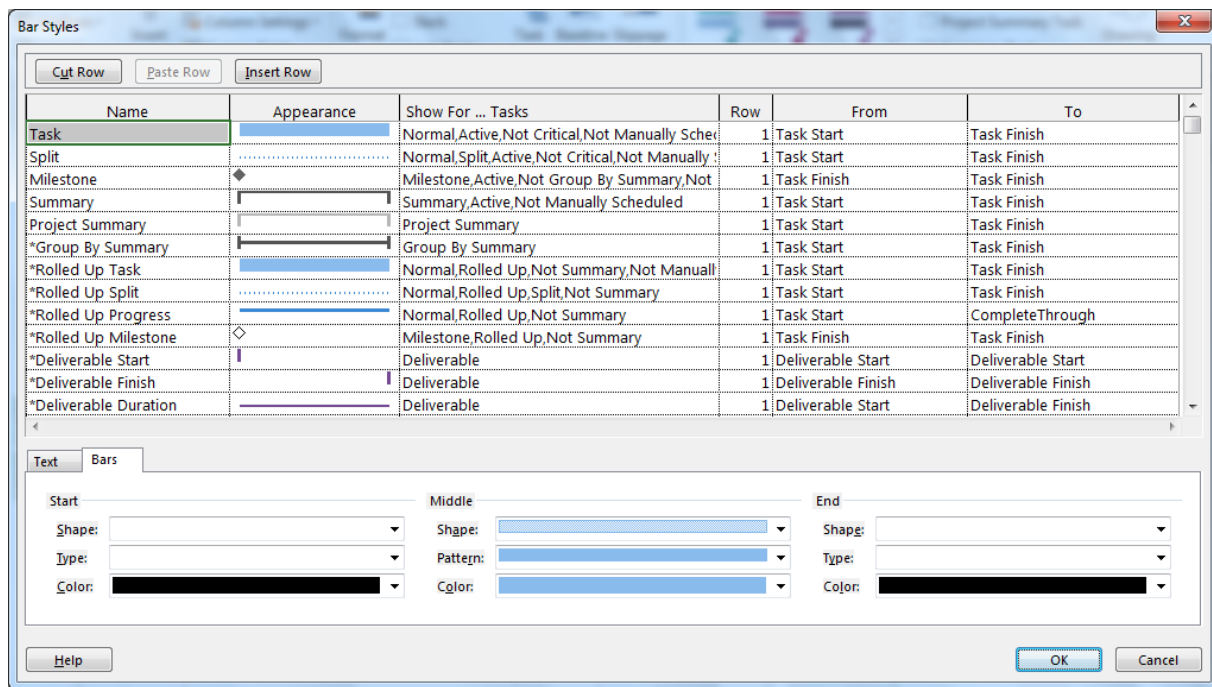 Bar Styles
Cut Row Paste Row Insert Row
Name Appearance Show For ... Tasks Row From To
Task Normal,Active,Not Critical,Not Manually Sched 1 Task Start Task Finish
Split Normal,Split,Active,Not Critical,Not Manually 1 Task Start Task Finish
Milestone Milestone,Active,Not Group By Summary,Not 1 Task Finish Task Finish
Summary Summary,Active,Not Manually Scheduled 1 Task Start Task Finish
Project Summary Project Summary 1 Task Start Task Finish
*Group By Summary Group By Summary 1 Task Start Task Finish
*Rolled Up Task Normal,Rolled Up,Not Summary,Not Manuall 1 Task Start Task Finish
*Rolled Up Split Normal,Rolled Up,Split,Not Summary 1 Task Start Task Finish
*Rolled Up Progress Normal,Rolled Up,Not Summary 1 Task Start CompleteThrough
*Rolled Up Milestone Milestone,Rolled Up,Not Summary 1 Task Finish Task Finish
*Deliverable Start Deliverable 1 Deliverable Start Deliverable Start
*Deliverable Finish Deliverable 1 Deliverable Finish Deliverable Finish
*Deliverable Duration Deliverable 1 Deliverable Start Deliverable Finish
Text Bars
Start Middle End
Shape: Shape: Shape:
Type: Pattern: Type:
Color: Color: Color:
Help OK Cancel